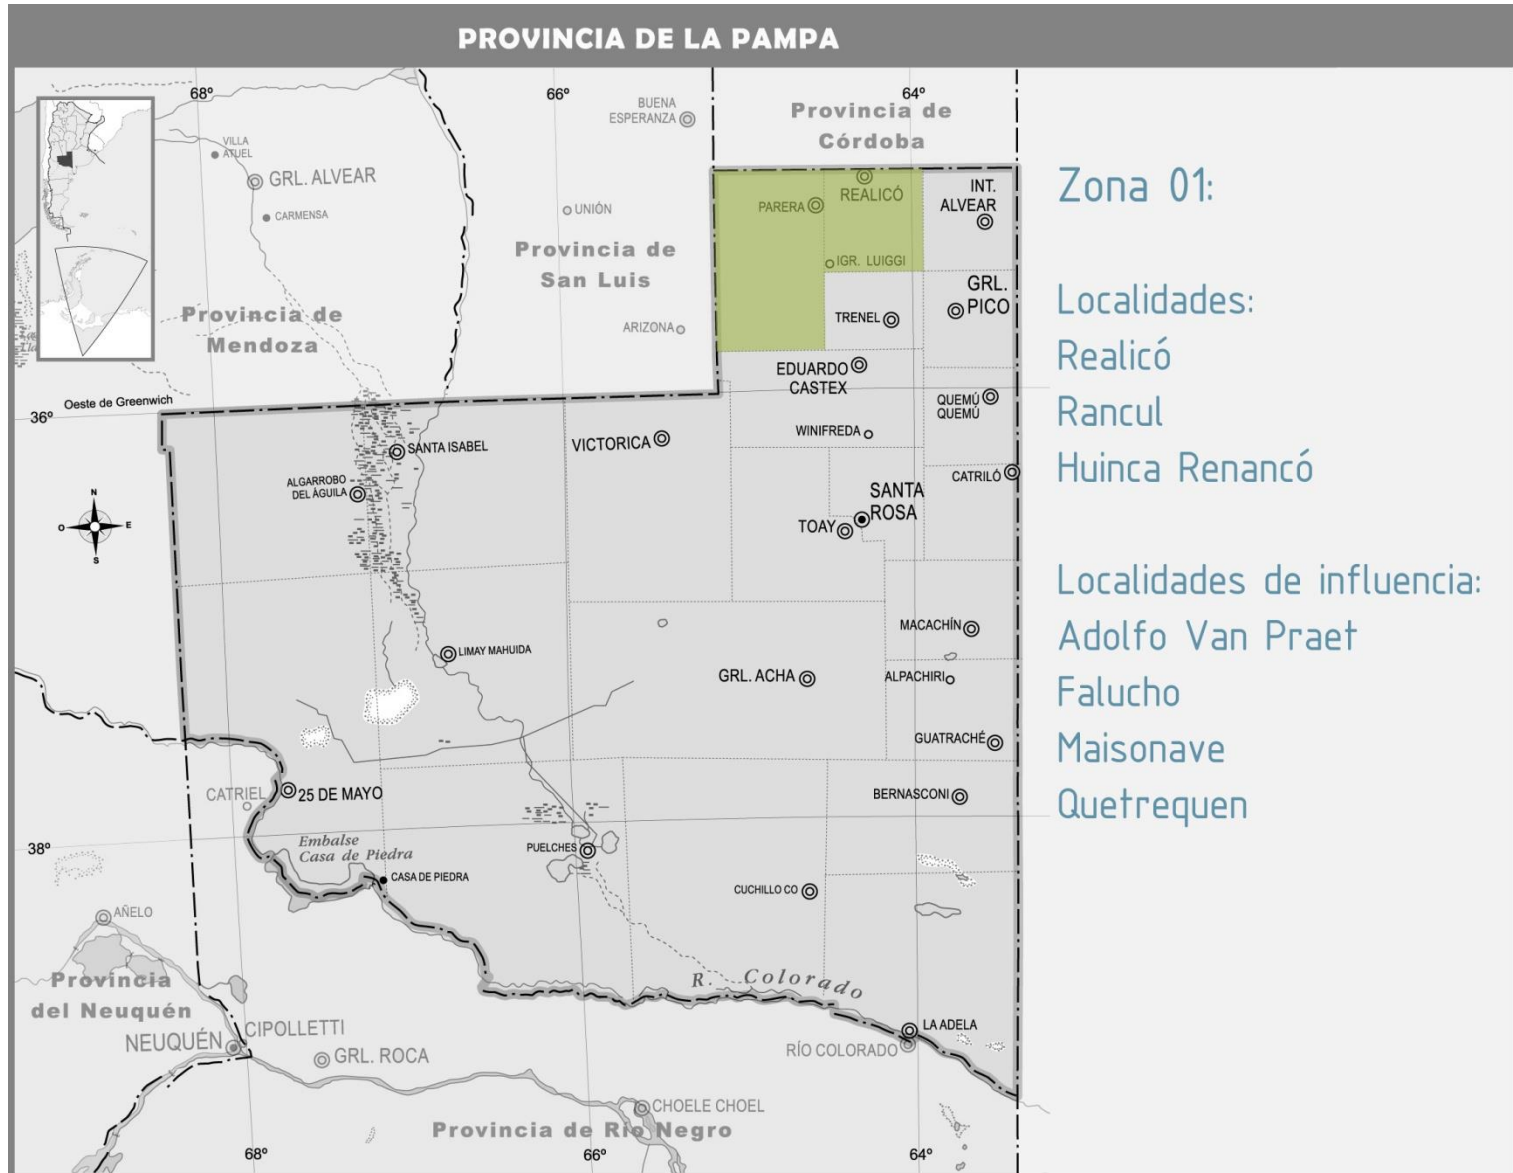 PROVINCIA DE LA PAMPA
68º
66º
64º
BUENA
ESPERANZA
Provincia de
Córdoba
VILLA
ATUEL
GRL. ALVEAR
CARMENSA
UNIÓN
PARERA
REALICÓ
INT.
ALVEAR
Provincia de
San Luis
IGR. LUIGGI
GRL.
PICO
Provincia de
Mendoza
ARIZONA
TRENEL
EDUARDO
CASTEX
Oeste de Greenwich
36º
QUEMÚ
QUEMÚ
WINIFREDA
VICTORICA
SANTA ISABEL
CATRILÓ
ALGARROBO
DEL ÀGUILA
SANTA
ROSA
TOAY
N
O
E
S
MACACHÍN
LIMAY MAHUIDA
GRL. ACHA
ALPACHIRI
GUATRACHÉ
CATRIEL
25 DE MAYO
BERNASCONI
38º
Embalse
Casa de Piedra
PUELCHES
CASA DE PIEDRA
CUCHILLO CO
AÑELO
Provincia
del Neuquén
R. Colorado
NEUQUÉN
CIPOLLETTI
GRL. ROCA
LA ADELA
RÍO COLORADO
CHOELE CHOEL
Provincia de Río Negro
68º
66º
64º
Zona 01:
Localidades:
Realicó
Rancul
Huinca Renancó
Localidades de influencia:
Adolfo Van Praet
Falucho
Maisonave
Quetrequen